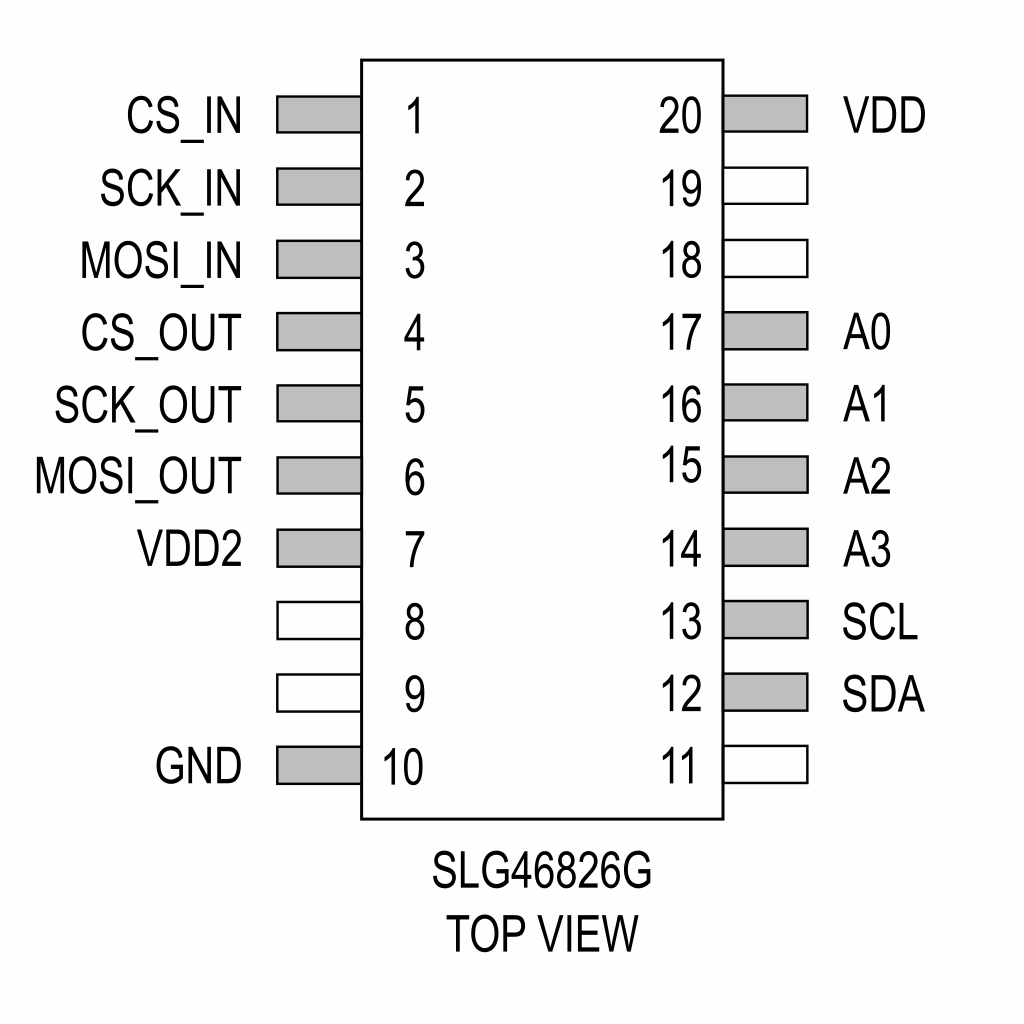 CS_IN 1 20 VDD
SCK_IN 2 19
MOSI_IN 3 18
CS_OUT 4 17 A0
SCK_OUT 5 16 A1
MOSI_OUT 6 15 A2
VDD2 7 14 A3
8 13 SCL
9 12 SDA
GND 10 11
SLG46826G
TOP VIEW